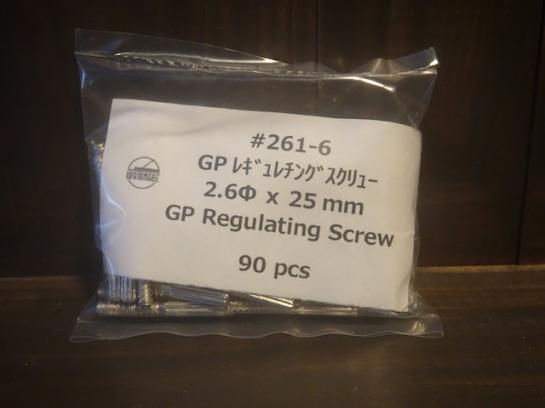 #261-6
GP ﾚｷﾞｭﾚﾁﾝｸﾞｽｸﾘｭｰ
2.6Φ x 25 mm
GP Regulating Screw
90 pcs